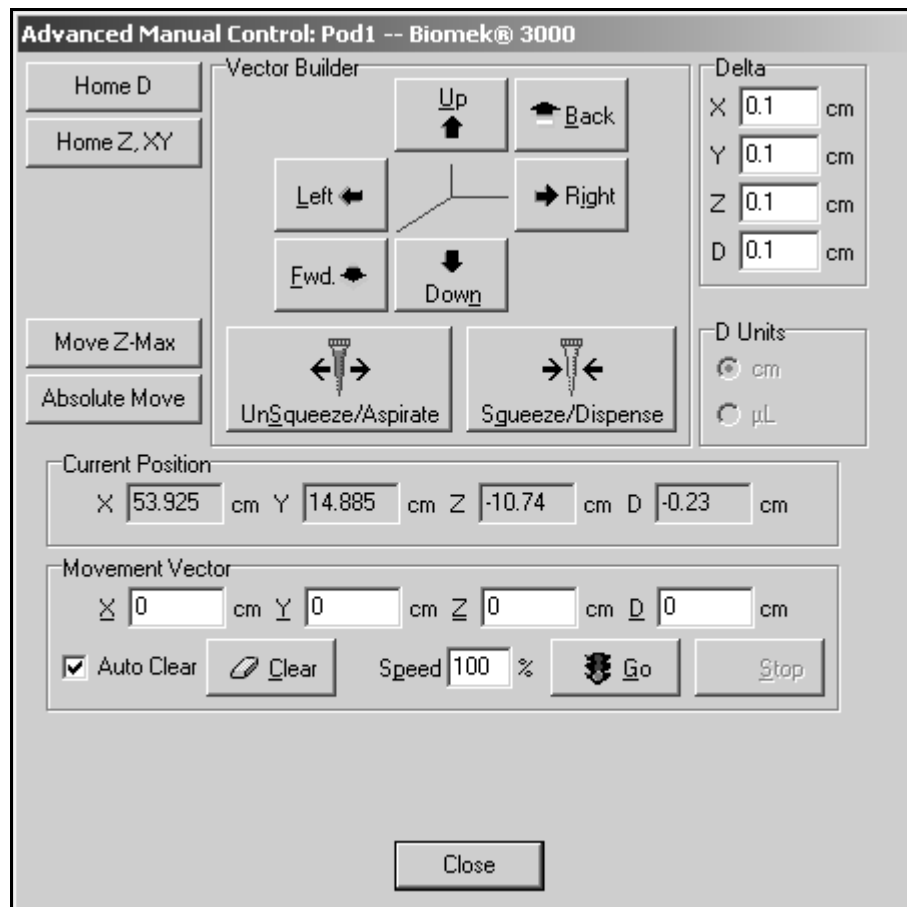 Advanced Manual Control: Pod1 -- Biomek® 3000
Home D
Home Z, XY
Move Z-Max
Absolute Move
Vector Builder
Up
Back
Left
Right
Fwd.
Down
UnSqueeze/Aspirate
Squeeze/Dispense
Delta
X 0.1 cm
Y 0.1 cm
Z 0.1 cm
D 0.1 cm
D Units
cm
µL
Current Position
X 53.925 cm Y 14.885 cm Z -10.74 cm D -0.23 cm
Movement Vector
X 0 cm Y 0 cm Z 0 cm D 0 cm
Auto Clear Clear Speed 100 % Go Stop
Close